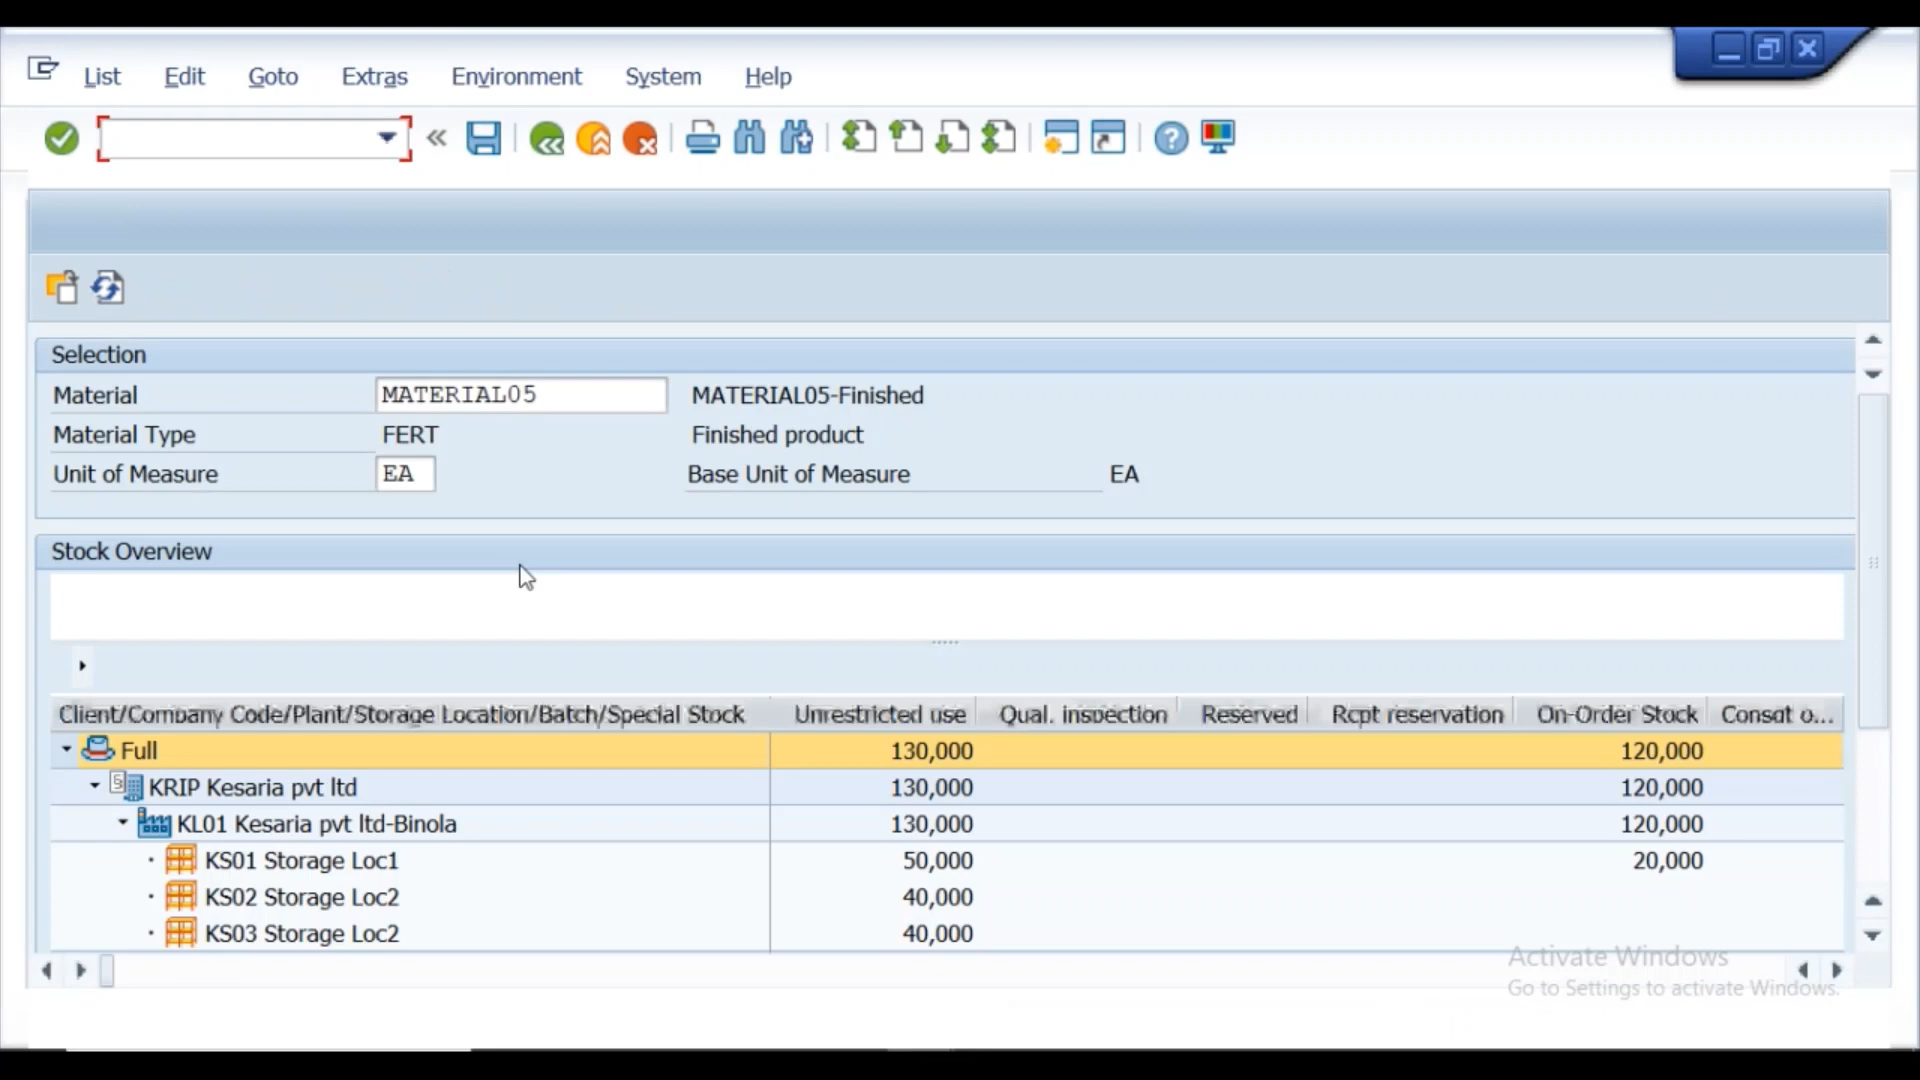 List Edit Goto Extras Environment System Help
Selection
Material MATERIAL05 MATERIAL05-Finished
Material Type FERT Finished product
Unit of Measure EA Base Unit of Measure EA
Stock Overview
Client/Company Code/Plant/Storage Location/Batch/Special Stock Unrestricted use Qual. inspection Reserved Rcpt reservation On-Order Stock Consgt o...
Full 130,000 120,000
KRIP Kesaria pvt ltd 130,000 120,000
KL01 Kesaria pvt ltd-Binola 130,000 120,000
KS01 Storage Loc1 50,000 20,000
KS02 Storage Loc2 40,000
KS03 Storage Loc2 40,000
Activate Windows
Go to Settings to activate Windows.